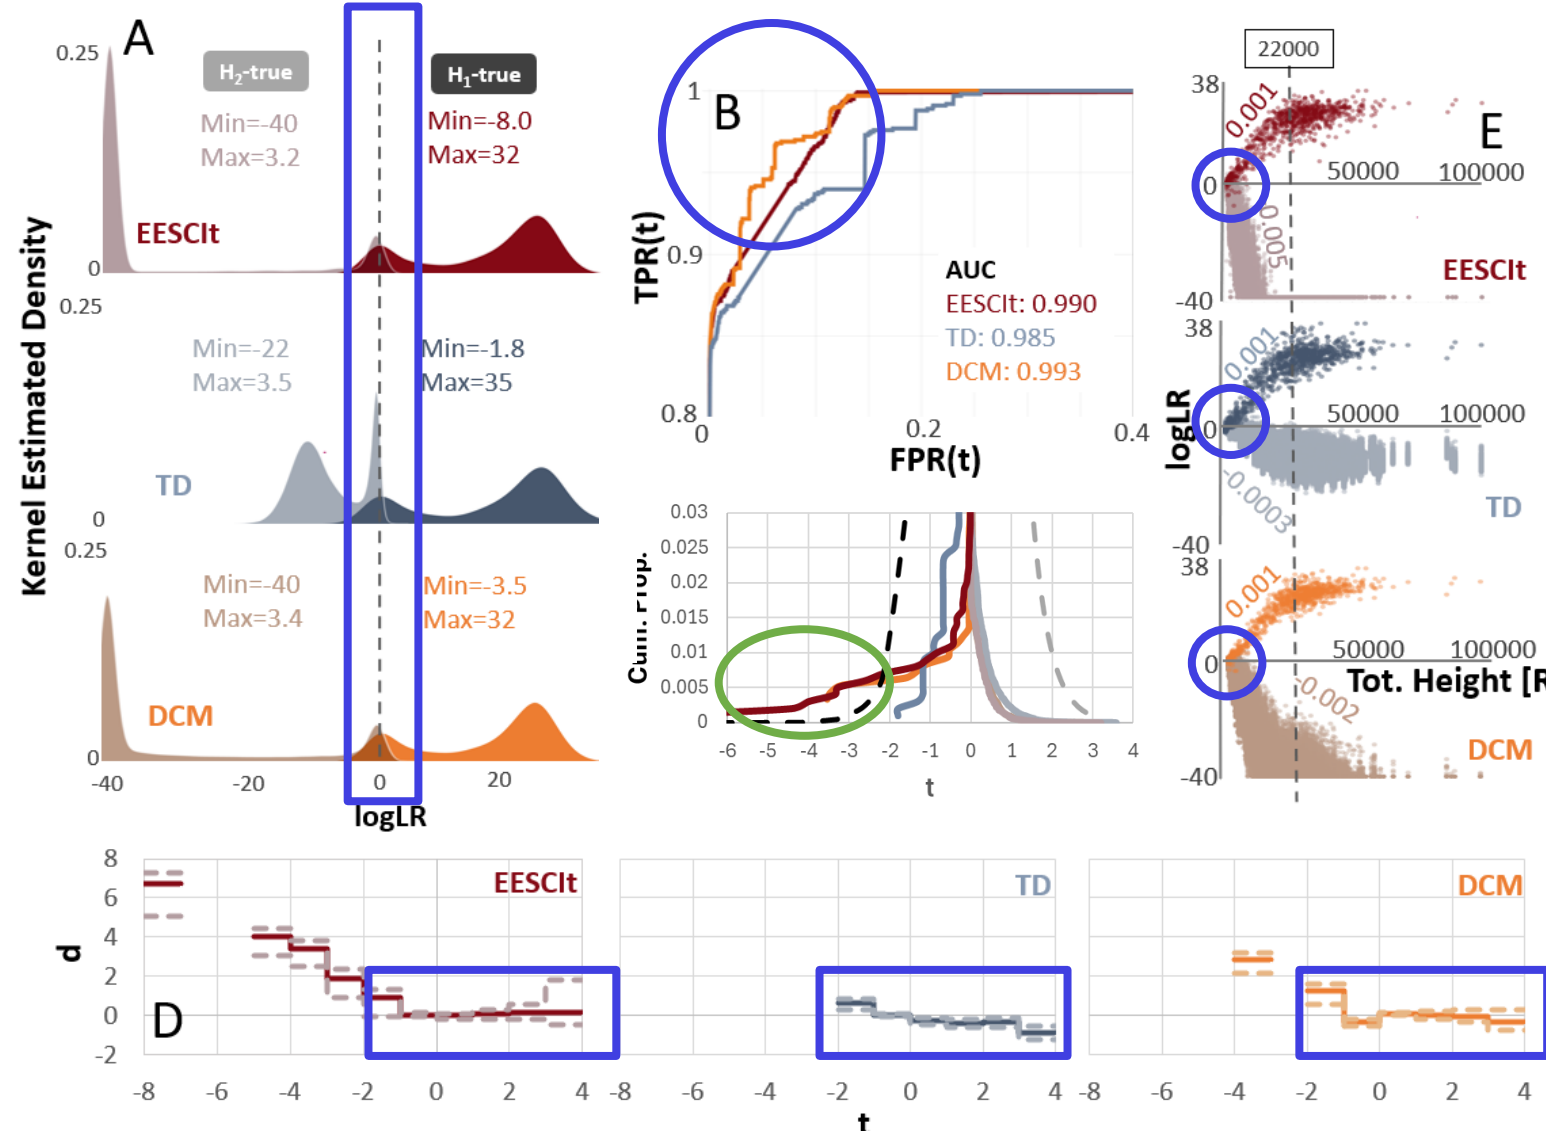 A
0.25
H2-true
H1-true
Min=-40
Max=3.2
Min=-8.0
Max=32
EESCIt
0
0.25
Min=-22
Max=3.5
Min=-1.8
Max=35
TD
0
0.25
Min=-40
Max=3.4
Min=-3.5
Max=32
DCM
0
-40 -20 0 20
logLR
Kernel Estimated Density
B
1
0.9
0.8
TPR(t)
0 0.2 0.4
FPR(t)
AUC
EESCIt: 0.990
TD: 0.985
DCM: 0.993
0.03
0.025
0.02
0.015
0.01
0.005
0
Cum. Prop.
-6 -5 -4 -3 -2 -1 0 1 2 3 4
t
22000
E
38
0.001
0
50000 100000
0.005
-40
EESCIt
38
0.001
0
50000 100000
-0.0003
-40
TD
logLR
38
0.001
0
50000 100000
Tot. Height [R
-0.002
-40
DCM
8
6
4
2
0
-2
d
D
EESCIt
TD
DCM
-8 -6 -4 -2 0 2 4
-8 -6 -4 -2 0 2 4
-8 -6 -4 -2 0 2 4
t